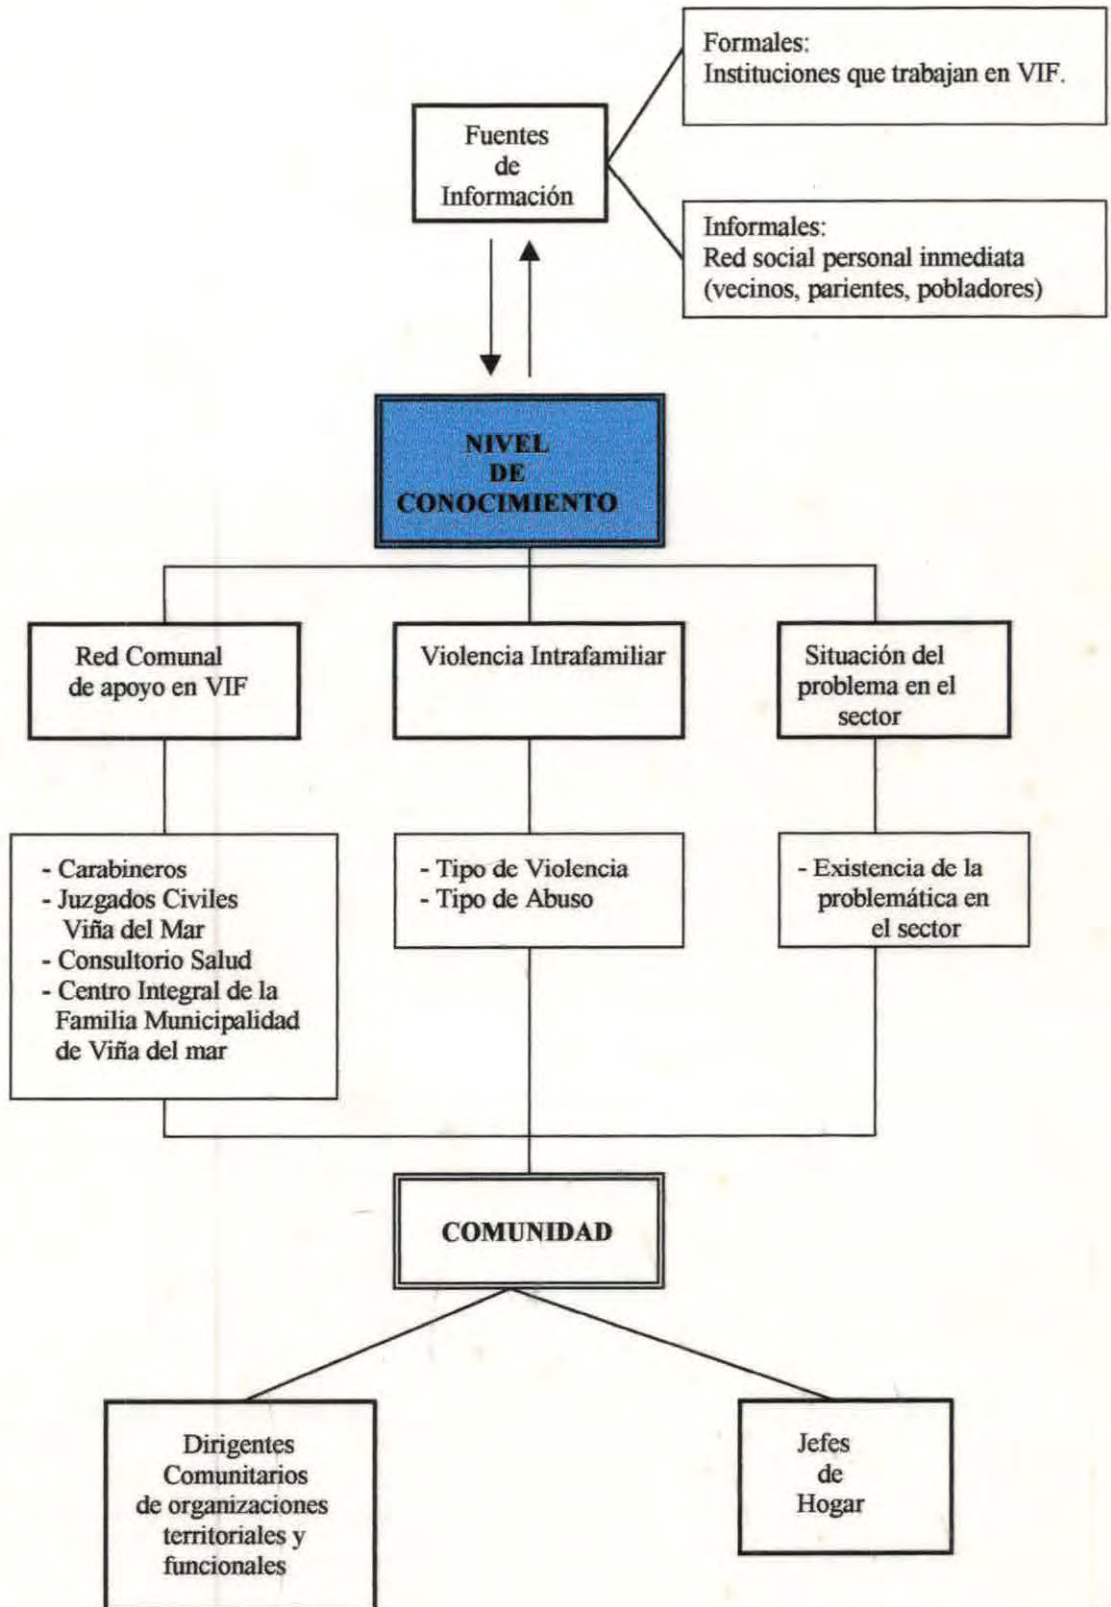 Formales:
Instituciones que trabajan en VIF.
Fuentes
de
Información
Informales:
Red social personal inmediata
(vecinos, parientes, pobladores)
NIVEL
DE
CONOCIMIENTO
Red Comunal
de apoyo en VIF
Violencia Intrafamiliar
Situación del
problema en el
sector
- Carabineros
- Juzgados Civiles
Viña del Mar
- Consultorio Salud
- Centro Integral de la
Familia Municipalidad
de Viña del mar
- Tipo de Violencia
- Tipo de Abuso
- Existencia de la
problemática en
el sector
COMUNIDAD
Dirigentes
Comunitarios
de organizaciones
territoriales y
funcionales
Jefes
de
Hogar